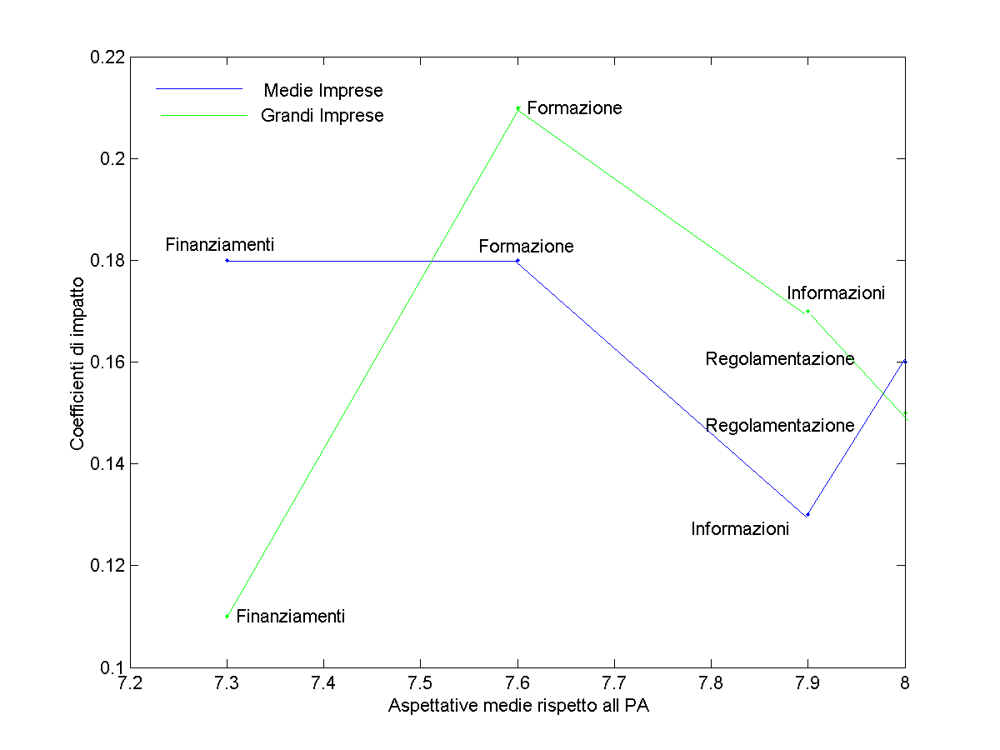 0.22
Medie Imprese
Grandi Imprese
Formazione
0.2
Finanziamenti
Formazione
0.18
Informazioni
0.16
Regolamentazione
Regolamentazione
0.14
Informazioni
0.12
Finanziamenti
0.1
7.2 7.3 7.4 7.5 7.6 7.7 7.8 7.9 8
Aspettative medie rispetto all PA
Coefficienti di impatto